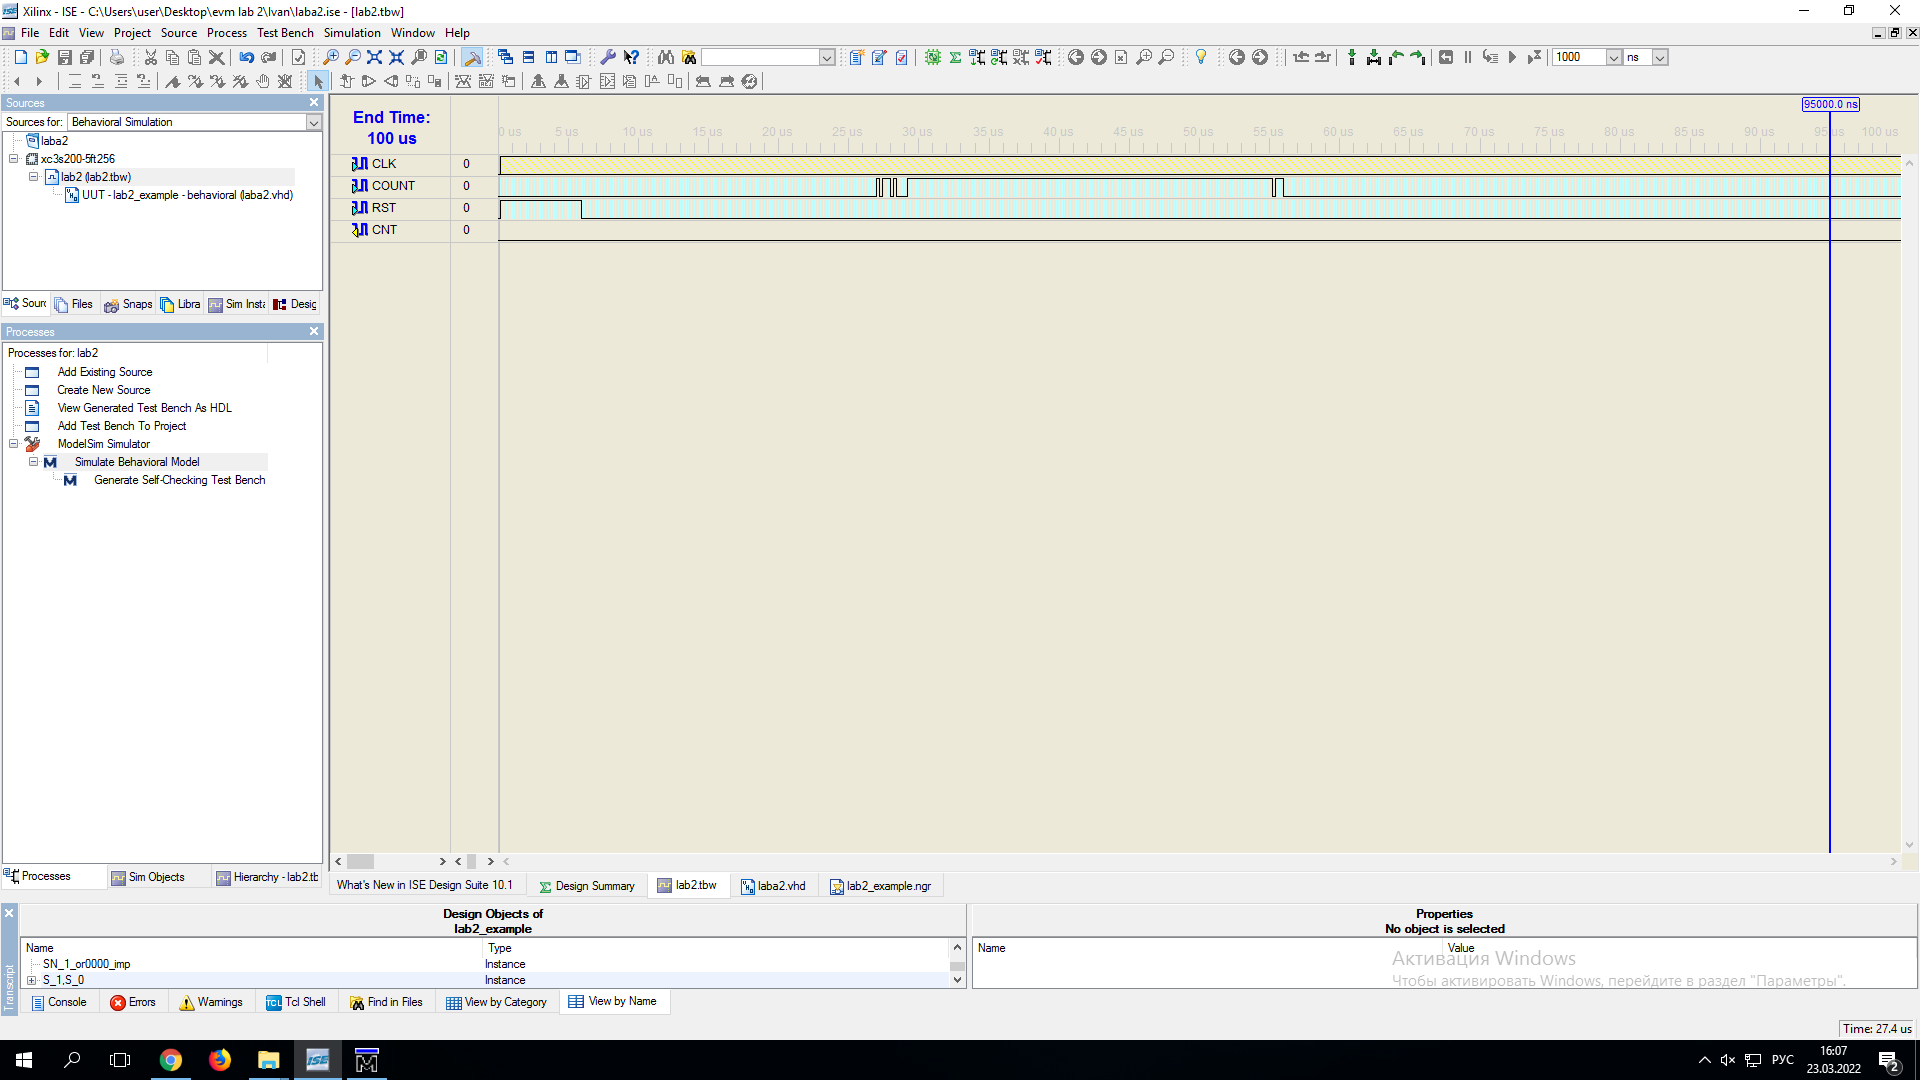 Xilinx - ISE - C:\Users\user\Desktop\evm lab 2\Ivan\laba2.ise - [lab2.tbw]
File Edit View Project Source Process Test Bench Simulation Window Help
1000 ns
Sources
Sources for: Behavioral Simulation
laba2
xc3s200-5ft256
lab2 (lab2.tbw)
UUT - lab2_example - behavioral (laba2.vhd)
Sourc Files Snaps Libra Sim Insta Desig
Processes
Processes for: lab2
Add Existing Source
Create New Source
View Generated Test Bench As HDL
Add Test Bench To Project
ModelSim Simulator
Simulate Behavioral Model
Generate Self-Checking Test Bench
Processes Sim Objects Hierarchy - lab2.tb
End Time:
100 us
95000.0 ns
0 us 5 us 10 us 15 us 20 us 25 us 30 us 35 us 40 us 45 us 50 us 55 us 60 us 65 us 70 us 75 us 80 us 85 us 90 us 95 us 100 us
CLK 0
COUNT 0
RST 0
CNT 0
What's New in ISE Design Suite 10.1 Design Summary lab2.tbw laba2.vhd lab2_example.ngr
Transcript
Design Objects of
lab2_example
Name Type
SN_1_or0000_imp Instance
S_1,S_0 Instance
Properties
No object is selected
Name Value
Активация Windows
Чтобы активировать Windows, перейдите в раздел "Параметры".
Console Errors Warnings Tcl Shell Find in Files View by Category View by Name
Time: 27.4 us
ISE
M
РУС
16:07
23.03.2022
2